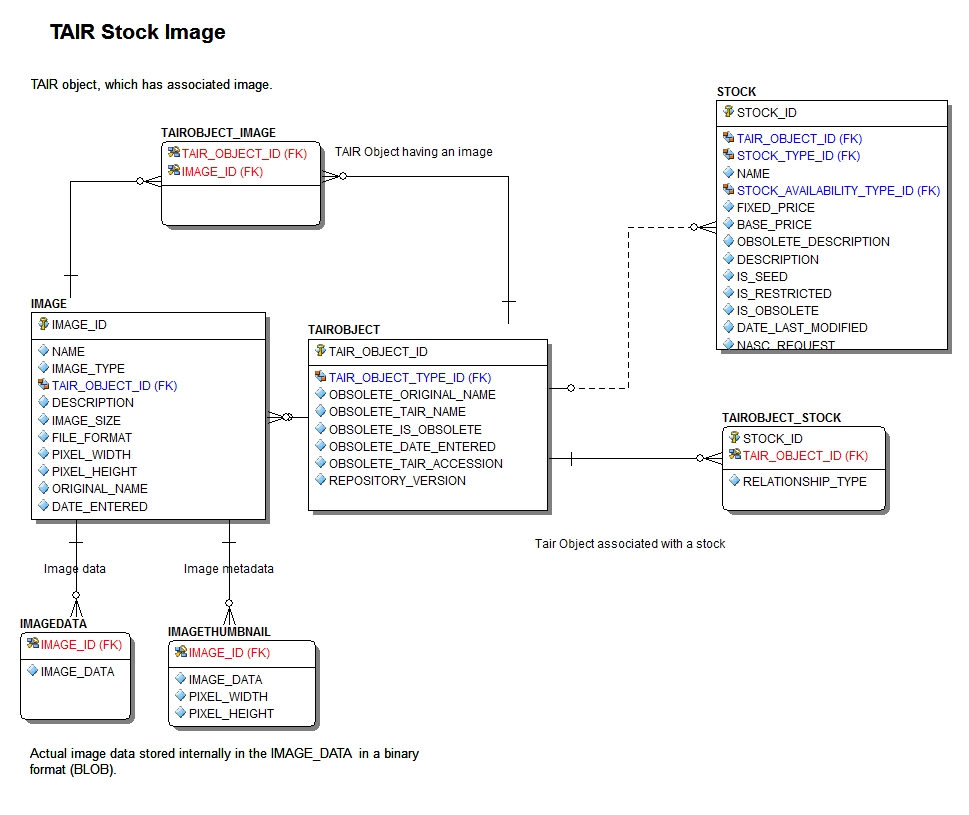 TAIR Stock Image
TAIR object, which has associated image.
TAIROBJECT_IMAGE
TAIR_OBJECT_ID (FK)
IMAGE_ID (FK)
TAIR Object having an image
STOCK
STOCK_ID
TAIR_OBJECT_ID (FK)
STOCK_TYPE_ID (FK)
NAME
STOCK_AVAILABILITY_TYPE_ID (FK)
FIXED_PRICE
BASE_PRICE
OBSOLETE_DESCRIPTION
DESCRIPTION
IS_SEED
IS_RESTRICTED
IS_OBSOLETE
DATE_LAST_MODIFIED
NASC_REQUEST
IMAGE
IMAGE_ID
NAME
IMAGE_TYPE
TAIR_OBJECT_ID (FK)
DESCRIPTION
IMAGE_SIZE
FILE_FORMAT
PIXEL_WIDTH
PIXEL_HEIGHT
ORIGINAL_NAME
DATE_ENTERED
TAIROBJECT
TAIR_OBJECT_ID
TAIR_OBJECT_TYPE_ID (FK)
OBSOLETE_ORIGINAL_NAME
OBSOLETE_TAIR_NAME
OBSOLETE_IS_OBSOLETE
OBSOLETE_DATE_ENTERED
OBSOLETE_TAIR_ACCESSION
REPOSITORY_VERSION
TAIROBJECT_STOCK
STOCK_ID
TAIR_OBJECT_ID (FK)
RELATIONSHIP_TYPE
Tair Object associated with a stock
Image data
Image metadata
IMAGEDATA
IMAGE_ID (FK)
IMAGE_DATA
IMAGETHUMBNAIL
IMAGE_ID (FK)
IMAGE_DATA
PIXEL_WIDTH
PIXEL_HEIGHT
Actual image data stored internally in the IMAGE_DATA in a binary
format (BLOB).